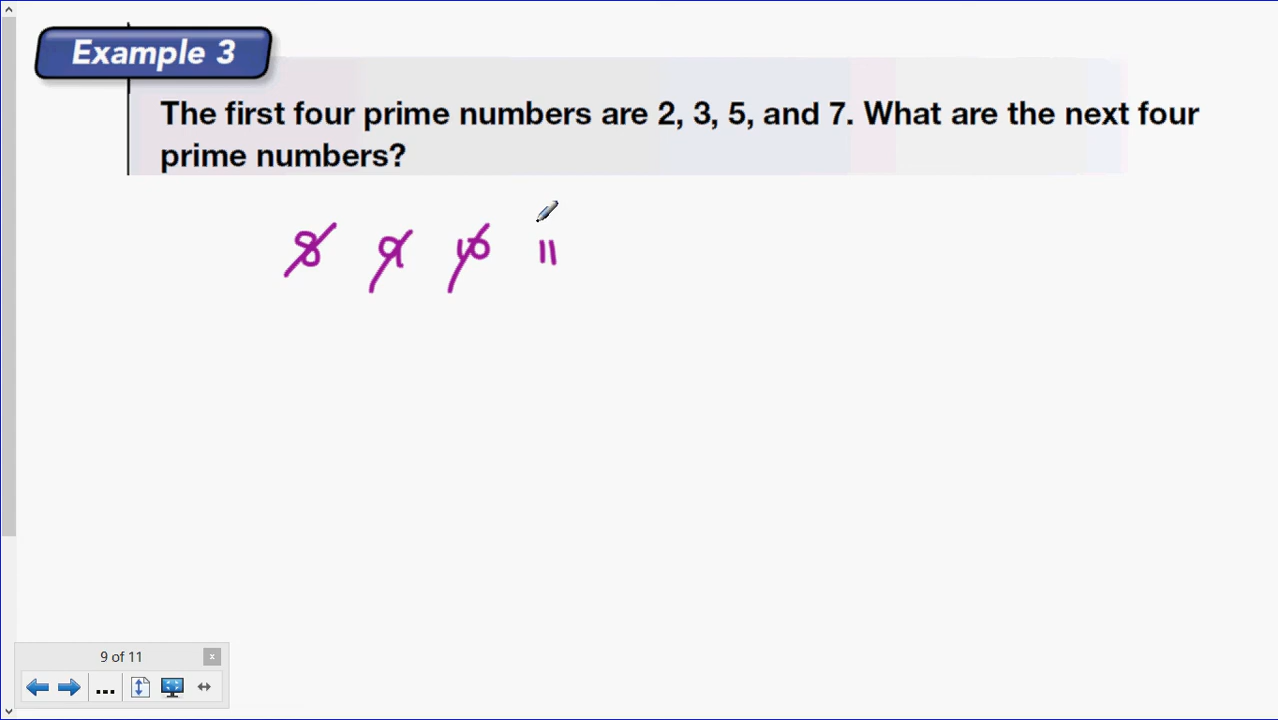 Example 3
The first four prime numbers are 2, 3, 5, and 7. What are the next four
prime numbers?
8 9 10 11
9 of 11